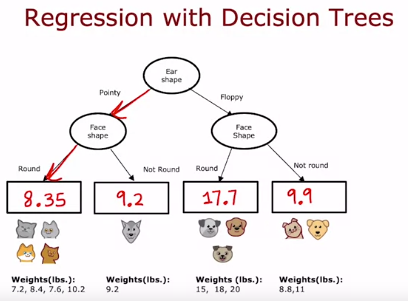 Regression with Decision Trees
Ear
shape
Pointy
Floppy
Face
shape
Face
Shape
Round
Not Round
Round
Not round
8.35
9.2
17.7
9.9
Weights(lbs.):
7.2, 8.4, 7.6, 10.2
Weights(lbs.):
9.2
Weights(lbs.):
15, 18, 20
Weights(lbs.):
8.8,11